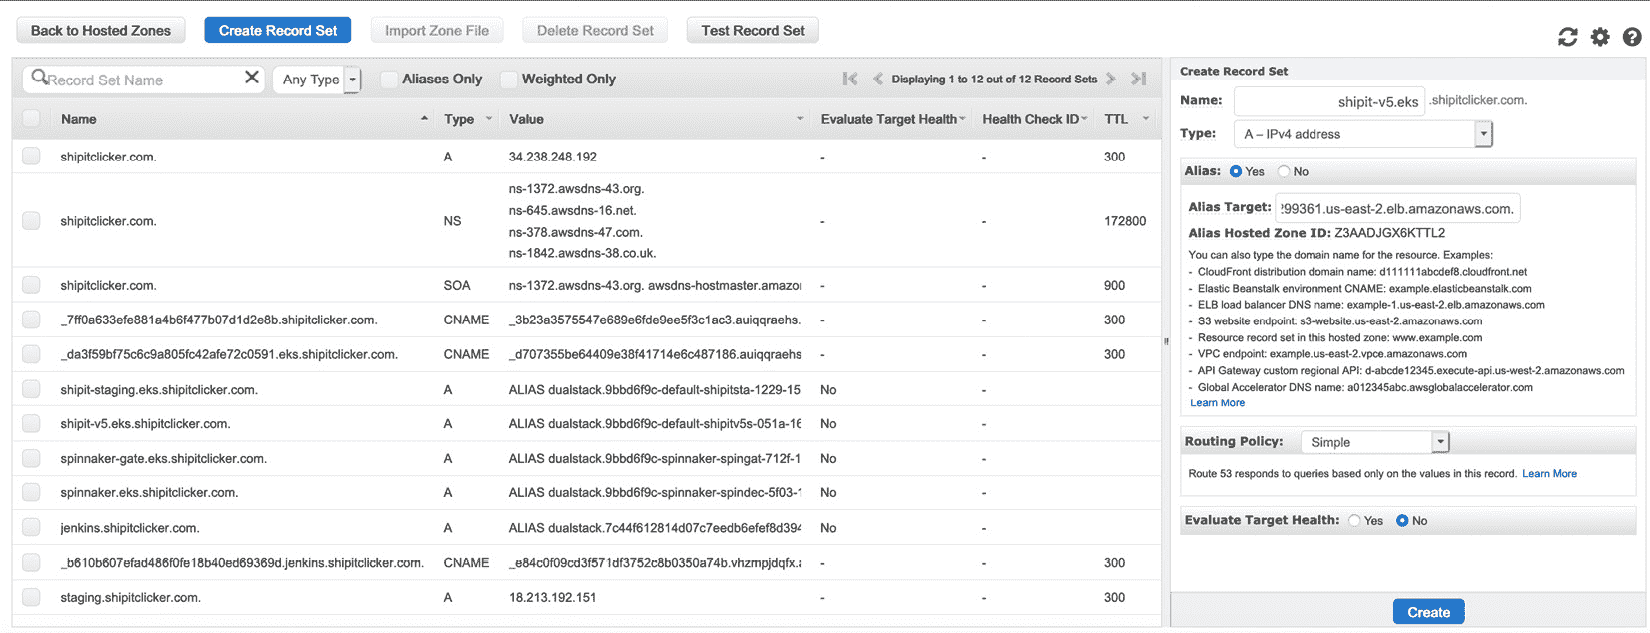 Back to Hosted Zones Create Record Set Import Zone File Delete Record Set Test Record Set
Record Set Name Any Type Aliases Only Weighted Only Displaying 1 to 12 out of 12 Record Sets
Name Type Value Evaluate Target Health Health Check ID TTL
shipitclicker.com. A 34.238.248.192 - - 300
shipitclicker.com. NS ns-1372.awsdns-43.org. - - 172800
ns-645.awsdns-16.net.
ns-378.awsdns-47.com.
ns-1842.awsdns-38.co.uk.
shipitclicker.com. SOA ns-1372.awsdns-43.org. awsdns-hostmaster.amazo - - 900
_7ff0a633efe881a4b6f477b07d1d2e8b.shipitclicker.com. CNAME _3b23a3575547e689e6fde9ee5f3c1ac3.auiqqraehs. - - 300
_da3f59bf75c6c9a805fc42afe72c0591.eks.shipitclicker.com. CNAME _d707355be64409e38f41714e6c487186.auiqqraehs - - 300
shipit-staging.eks.shipitclicker.com. A ALIAS dualstack.9bbd6f9c-default-shipitsta-1229-15 No -
shipit-v5.eks.shipitclicker.com. A ALIAS dualstack.9bbd6f9c-default-shipitv5s-051a-16 No -
spinnaker-gate.eks.shipitclicker.com. A ALIAS dualstack.9bbd6f9c-spinnaker-spingat-712f-1 No -
spinnaker.eks.shipitclicker.com. A ALIAS dualstack.9bbd6f9c-spinnaker-spindec-5f03-1 No -
jenkins.shipitclicker.com. A ALIAS dualstack.7c44f612814d07c7eedb6efef8d394 No -
_b610b607efad486f0fe18b40ed69369d.jenkins.shipitclicker.com. CNAME _e84c0f09cd3f571df3752c8b0350a74b.vhzmpjdqfx.a - - 300
staging.shipitclicker.com. A 18.213.192.151 - - 300
Create Record Set
Name: shipit-v5.eks .shipitclicker.com.
Type: A – IPv4 address
Alias: Yes No
Alias Target: 299361.us-east-2.elb.amazonaws.com.
Alias Hosted Zone ID: Z3AADJGX6KTTL2
You can also type the domain name for the resource. Examples:
- CloudFront distribution domain name: d111111abcdef8.cloudfront.net
- Elastic Beanstalk environment CNAME: example.elasticbeanstalk.com
- ELB load balancer DNS name: example-1.us-east-2.elb.amazonaws.com
- S3 website endpoint: s3-website.us-east-2.amazonaws.com
- Resource record set in this hosted zone: www.example.com
- VPC endpoint: example.us-east-2.vpce.amazonaws.com
- API Gateway custom regional API: d-abcde12345.execute-api.us-west-2.amazonaws.com
- Global Accelerator DNS name: a012345abc.awsglobalaccelerator.com
Learn More
Routing Policy: Simple
Route 53 responds to queries based only on the values in this record. Learn More
Evaluate Target Health: Yes No
Create